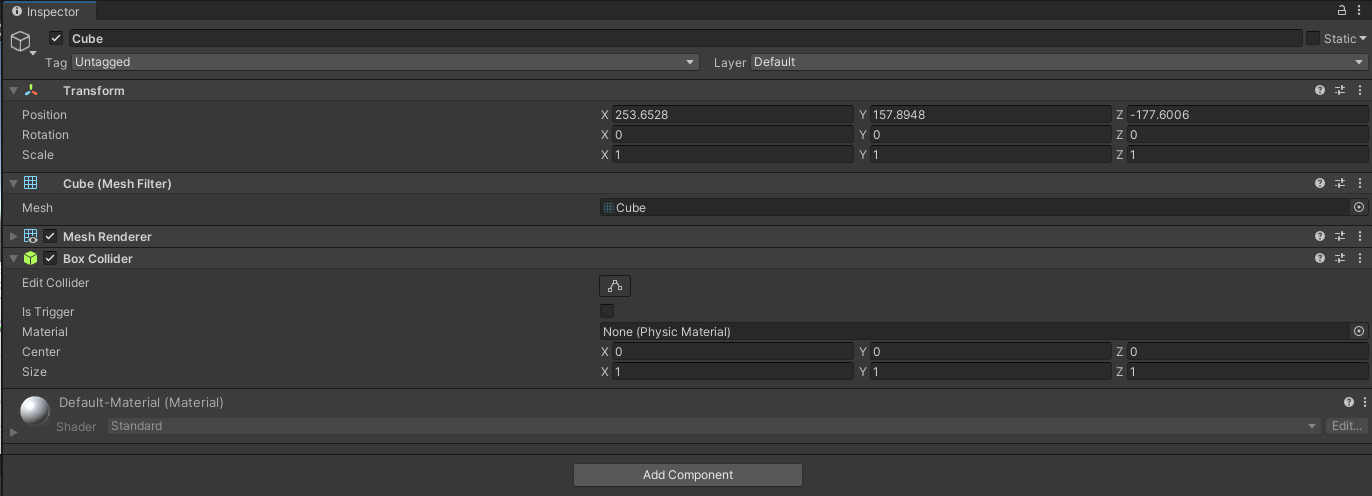 Inspector
Cube
Static
Tag Untagged Layer Default
Transform
Position X 253.6528 Y 157.8948 Z -177.6006
Rotation X 0 Y 0 Z 0
Scale X 1 Y 1 Z 1
Cube (Mesh Filter)
Mesh Cube
Mesh Renderer
Box Collider
Edit Collider
Is Trigger
Material None (Physic Material)
Center X 0 Y 0 Z 0
Size X 1 Y 1 Z 1
Default-Material (Material)
Shader Standard Edit...
Add Component